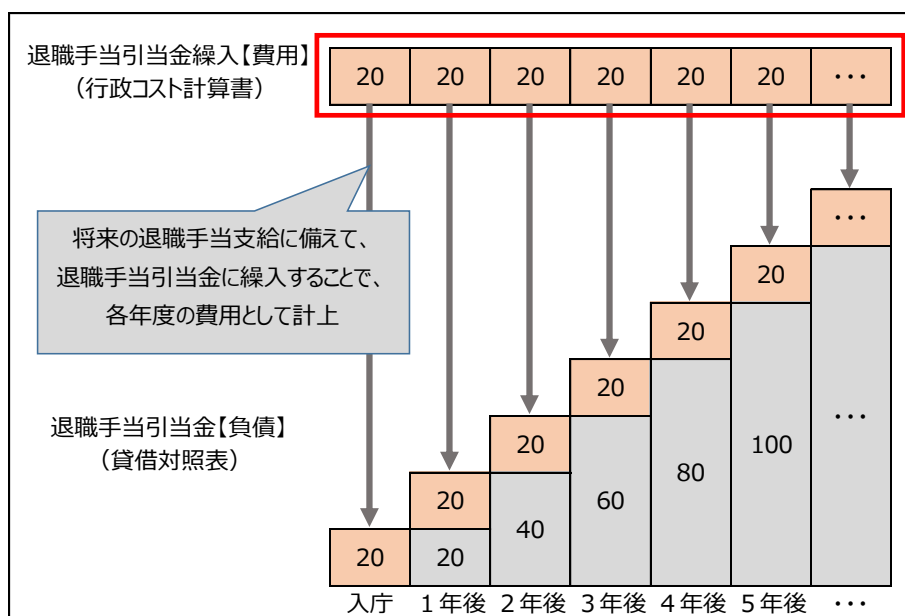 退職手当引当金繰入【費用】
（行政コスト計算書）
20 20 20 20 20 20 ・・・
将来の退職手当支給に備えて、
退職手当引当金に繰入することで、
各年度の費用として計上
・・・
20
20
20
20
20
20
退職手当引当金【負債】
（貸借対照表）
20 40 60 80 100 ・・・
入庁 1年後 2年後 3年後 4年後 5年後 ・・・